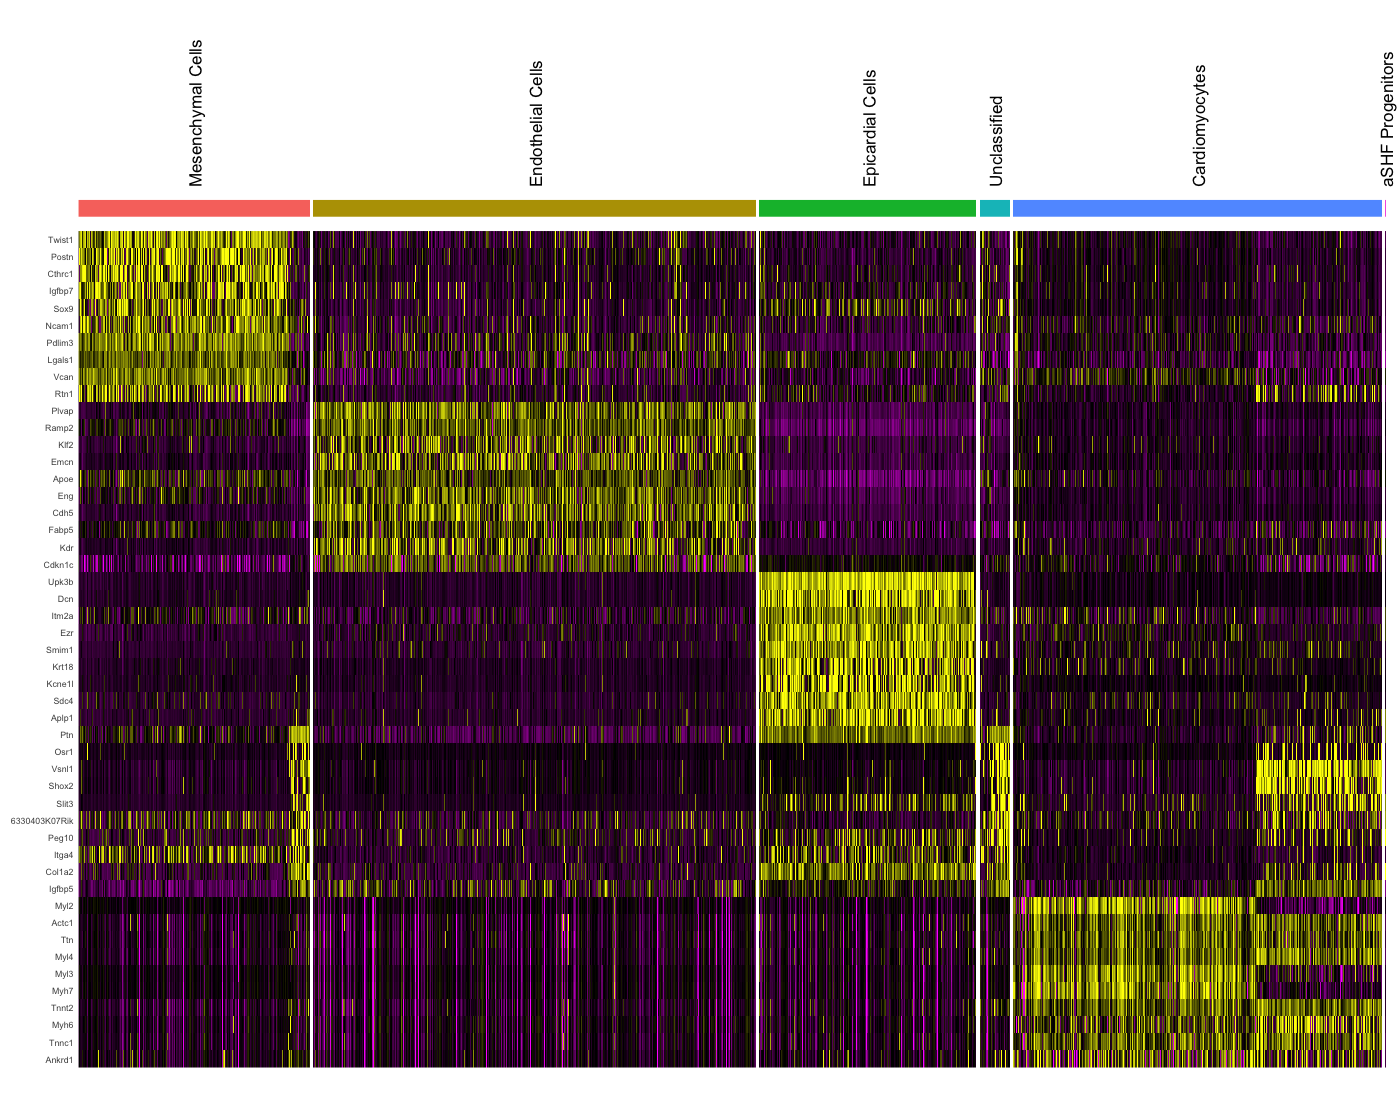 Mesenchymal Cells
Endothelial Cells
Epicardial Cells
Unclassified
Cardiomyocytes
aSHF Progenitors
Twist1
Postn
Cthrc1
Igfbp7
Sox9
Ncam1
Pdlim3
Lgals1
Vcan
Rtn1
Plvap
Ramp2
Klf2
Emcn
Apoe
Eng
Cdh5
Fabp5
Kdr
Cdkn1c
Upk3b
Dcn
Itm2a
Ezr
Smim1
Krt18
Kcne1l
Sdc4
Aplp1
Ptn
Osr1
Vsnl1
Shox2
Slit3
6330403K07Rik
Peg10
Itga4
Col1a2
Igfbp5
Myl2
Actc1
Ttn
Myl4
Myl3
Myh7
Tnnt2
Myh6
Tnnc1
Ankrd1